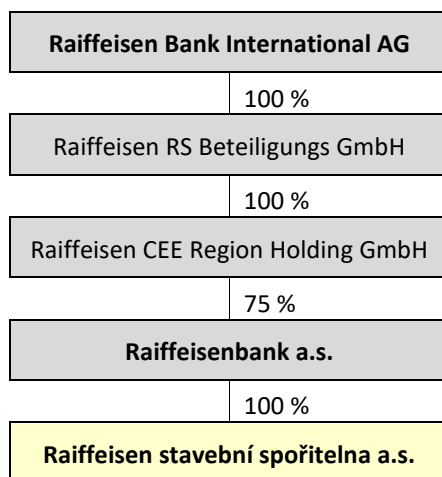 Raiffeisen Bank International AG
100 %
Raiffeisen RS Beteiligungs GmbH
100 %
Raiffeisen CEE Region Holding GmbH
75 %
Raiffeisenbank a.s.
100 %
Raiffeisen stavební spořitelna a.s.